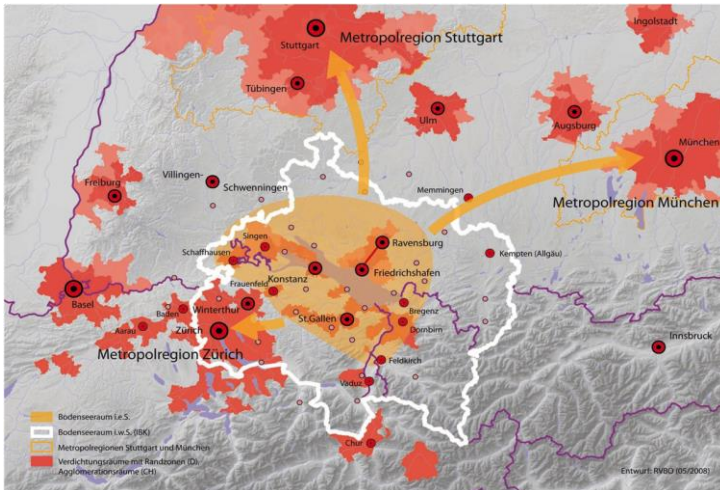 Stuttgart
Metropolregion Stuttgart
Ingolstadt
Tübingen
Ulm
Augsburg
München
Metropolregion München
Villingen-
Schwenningen
Freiburg
Memmingen
Singen
Ravensburg
Kempten (Allgäu)
Schaffhausen
Konstanz
Friedrichshafen
Basel
Frauenfeld
Winterthur
Bregenz
Baden
St.Gallen
Dornbirn
Aarau
Zürich
Innsbruck
Metropolregion Zürich
Feldkirch
Vaduz
Chur
Bodenseeraum i.e.S.
Bodenseeraum i.w.S. (IBK)
Metropolregionen Stuttgart und München
Verdichtungsräume mit Randzonen (D),
Agglomerationsräume (CH)
Entwurf: RVBO (05/2008)